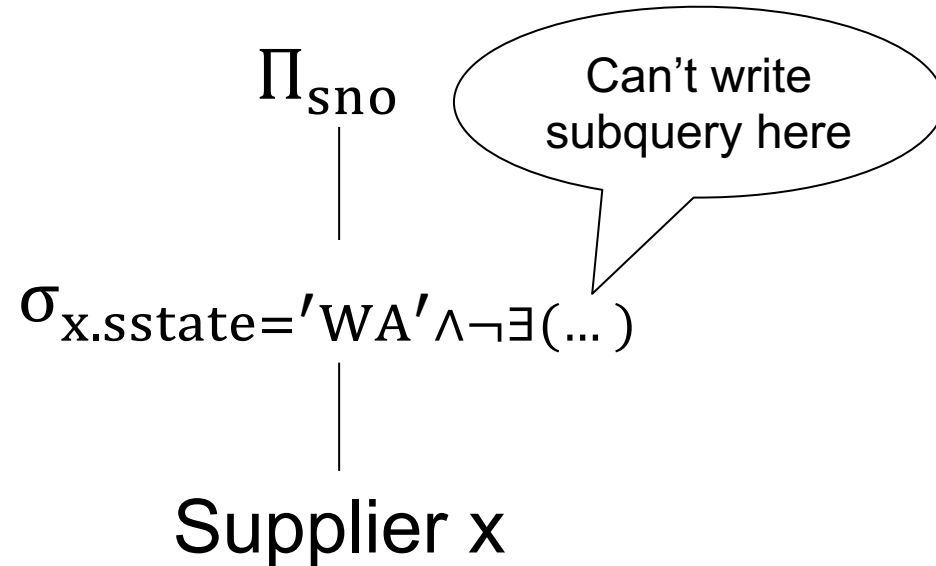 Π_sno
Can't write
subquery here
σ_x.sstate='WA'∧¬∃(… )
Supplier x